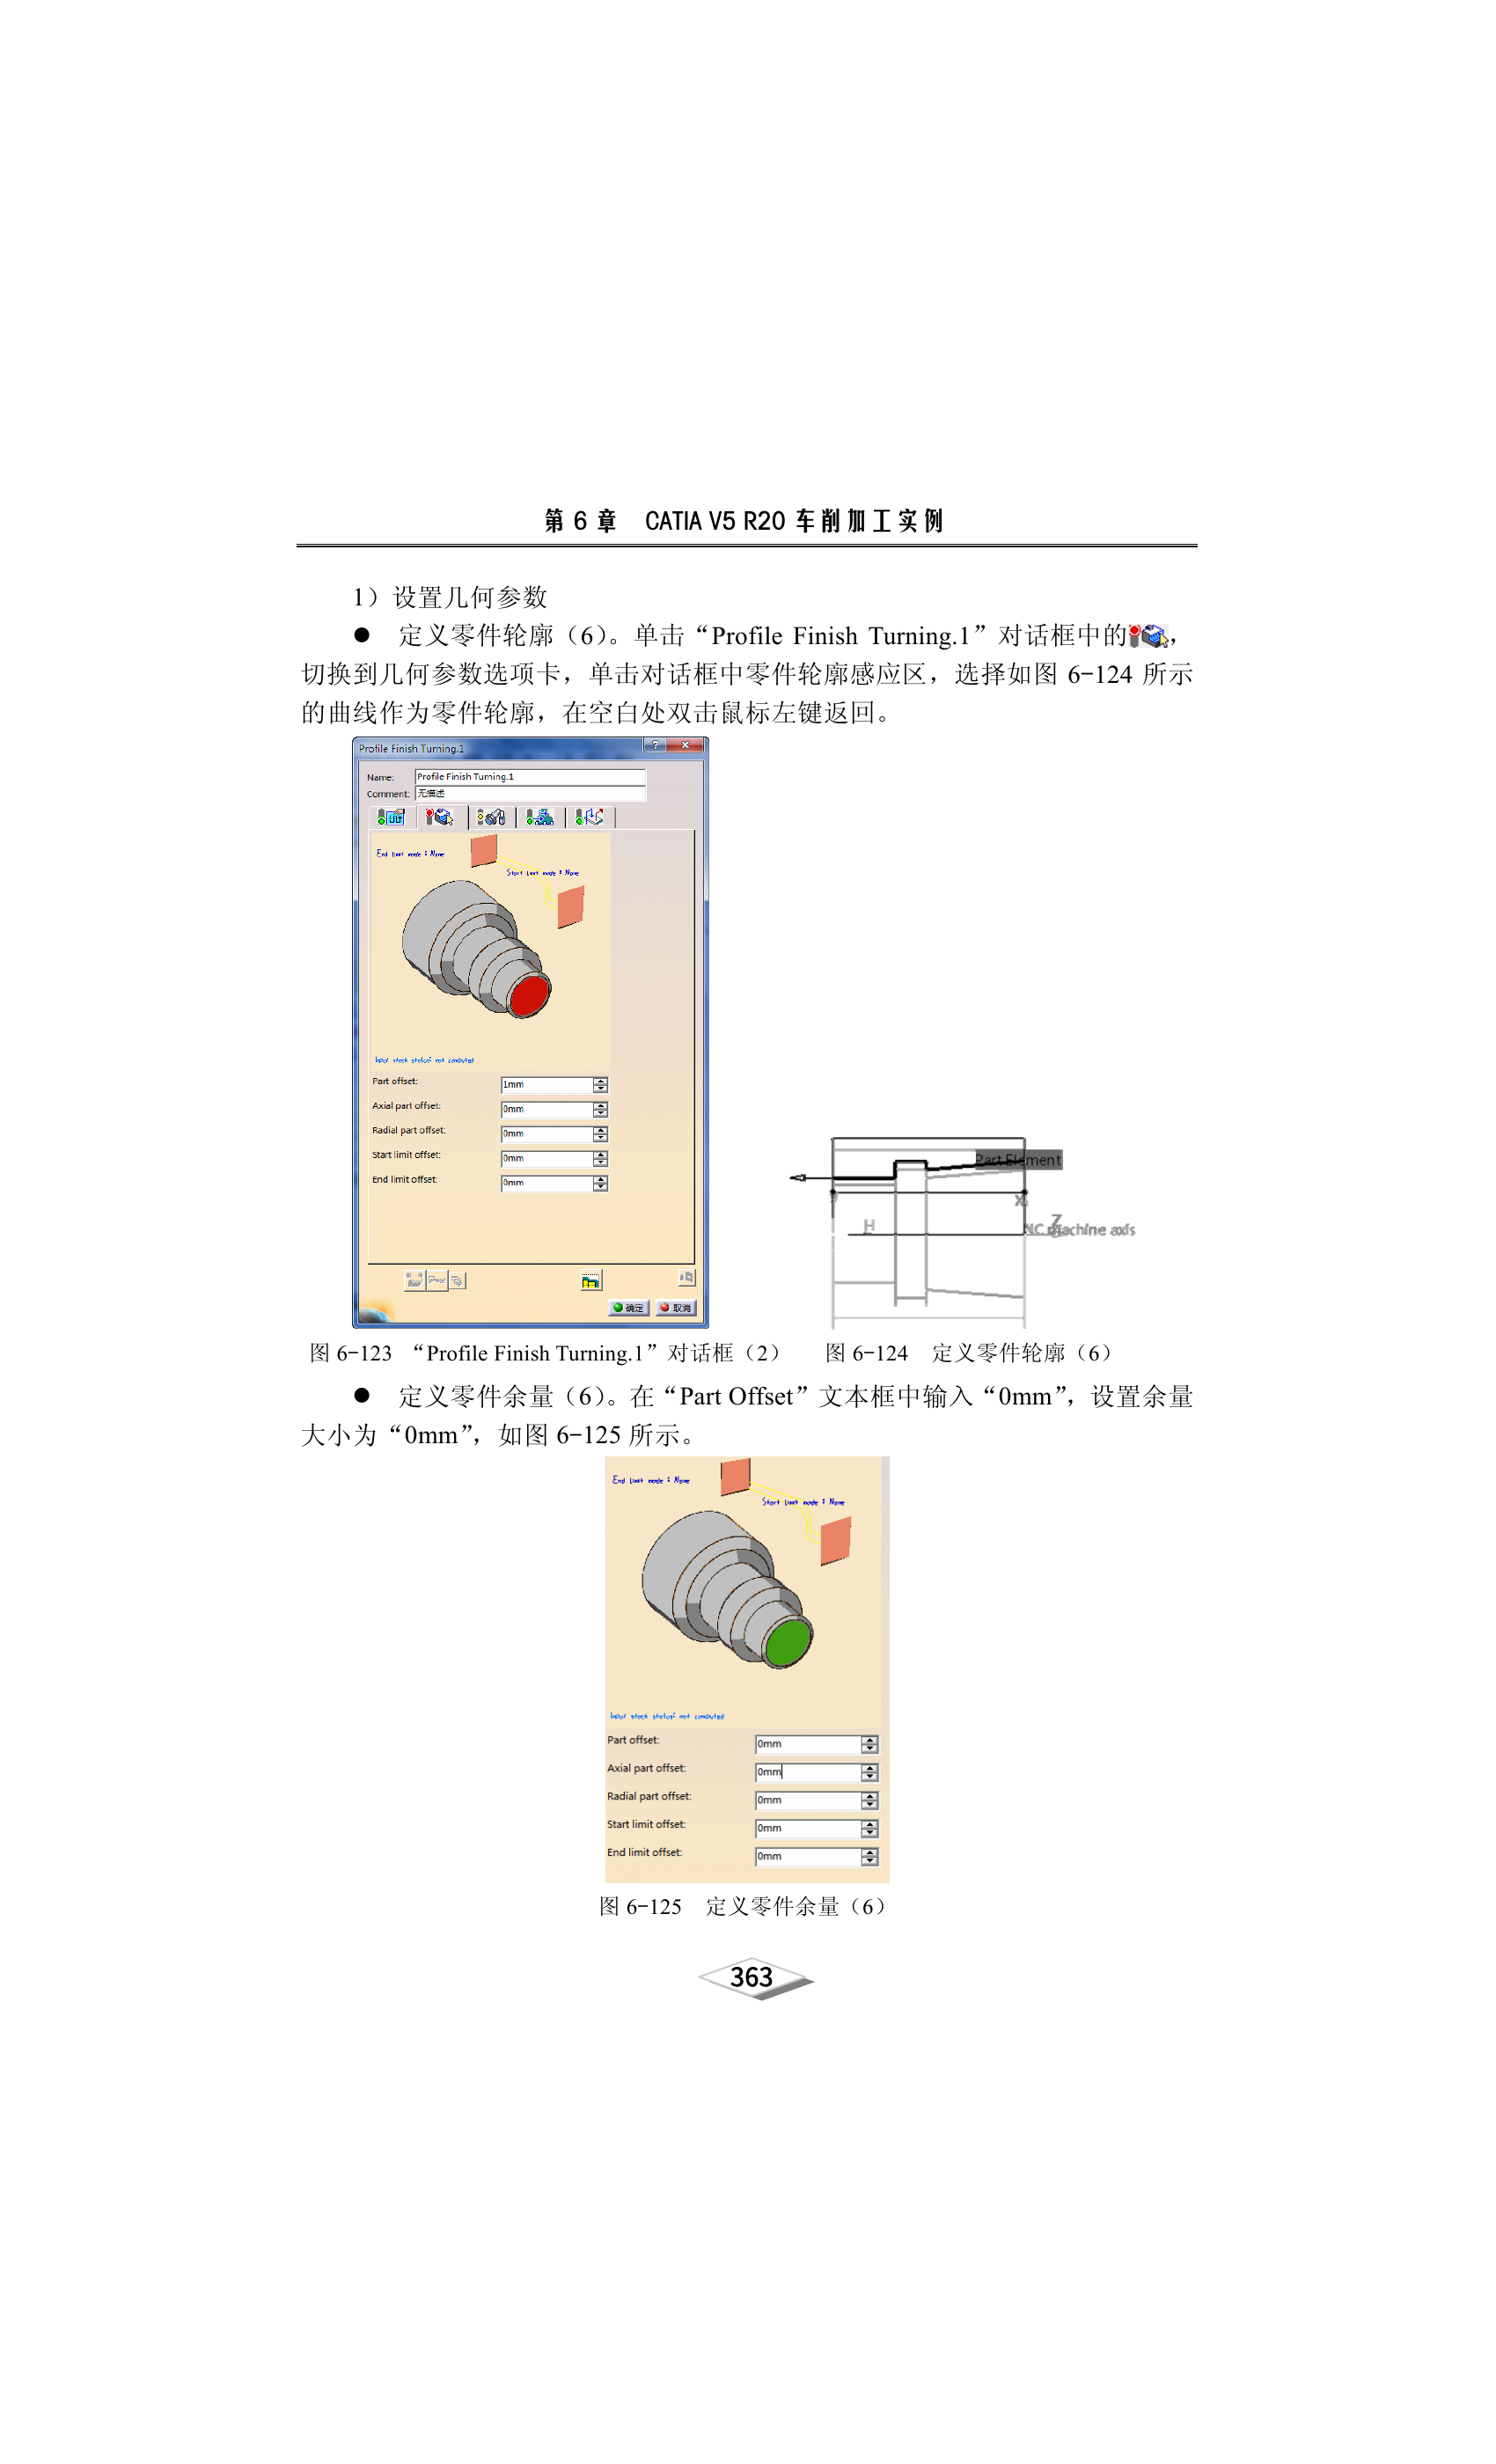 第 6 章 CATIA V5 R20 车削加工实例
1）设置几何参数
● 定义零件轮廓（6）。单击“Profile Finish Turning.1”对话框中的，
切换到几何参数选项卡，单击对话框中零件轮廓感应区，选择如图 6-124 所示
的曲线作为零件轮廓，在空白处双击鼠标左键返回。
Profile Finish Turning.1
Name: Profile Finish Turning.1
Comment: 无描述
End limit mode : None
Start limit mode : None
Input stock status: not computed
Part offset: 1mm
Axial part offset: 0mm
Radial part offset: 0mm
Start limit offset: 0mm
End limit offset: 0mm
确定 取消
Part Element
H
Z
NC machine axis
图 6-123 “Profile Finish Turning.1”对话框（2）
图 6-124 定义零件轮廓（6）
● 定义零件余量（6）。在“Part Offset”文本框中输入“0mm”，设置余量
大小为“0mm”，如图 6-125 所示。
End limit mode : None
Start limit mode : None
Input stock status: not computed
Part offset: 0mm
Axial part offset: 0mm
Radial part offset: 0mm
Start limit offset: 0mm
End limit offset: 0mm
图 6-125 定义零件余量（6）
363